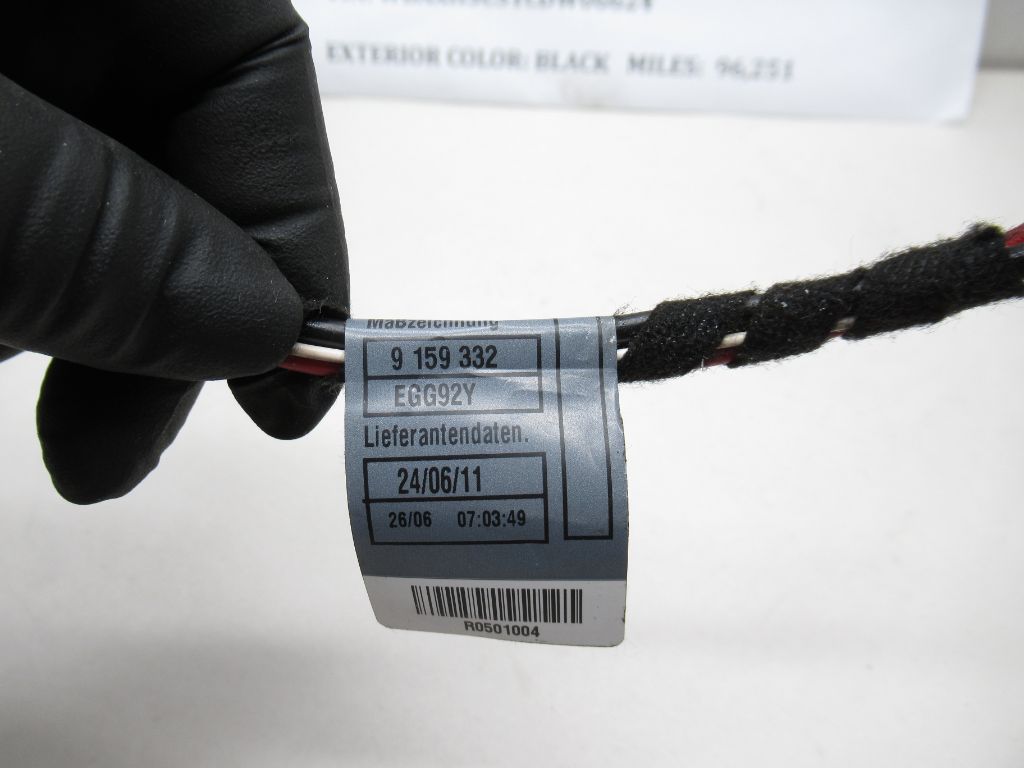 EXTERIOR COLOR: BLACK MILES: 96,251
Maßzeichnung
9 159 332
EGG92Y
Lieferantendaten.
24/06/11
26/06 07:03:49
R0501004